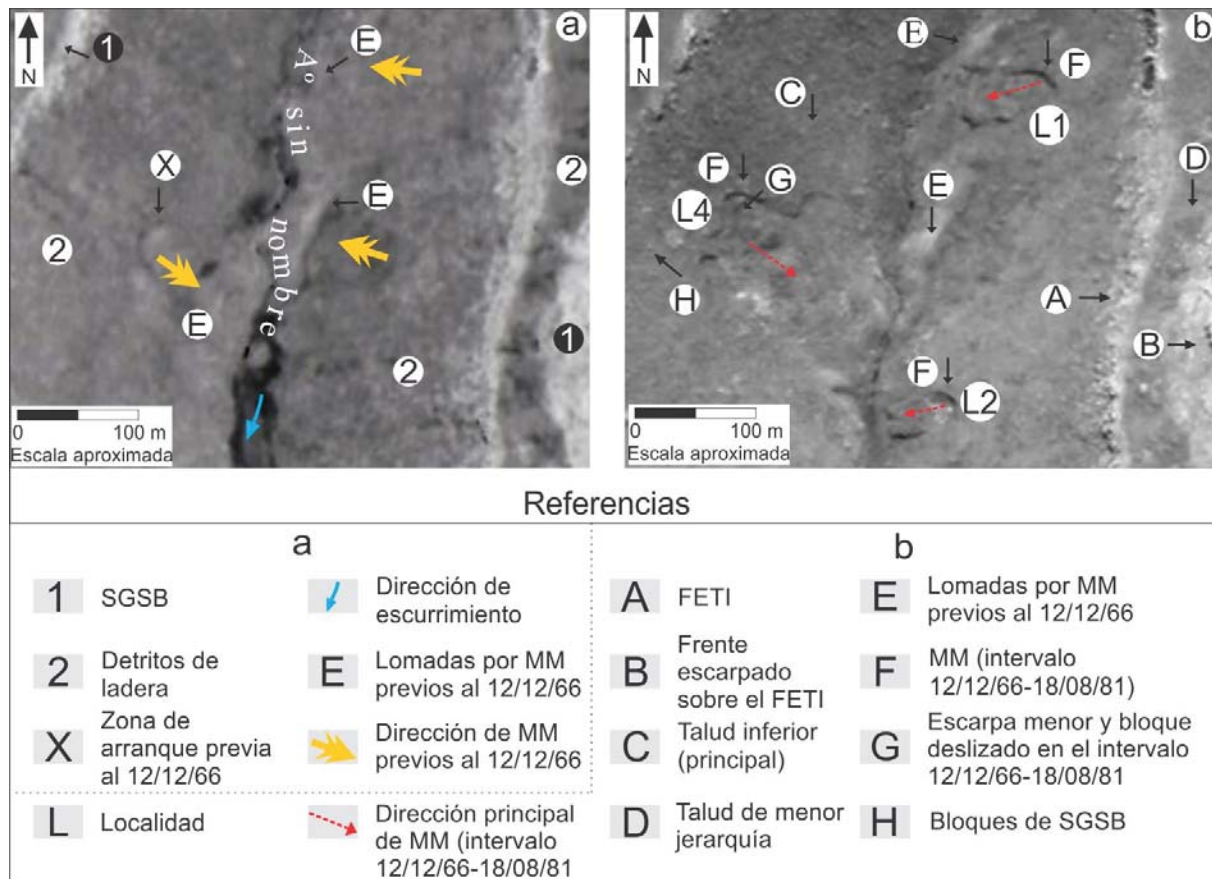 a
1
N
E
Aº sin nombre
2
X
E
2
E
1
2
0 100 m
Escala aproximada
b
E
N
F
C
L1
D
F
G
E
L4
A
H
B
F
L2
0 100 m
Escala aproximada
Referencias
a
1 SGSB
2 Detritos de
ladera
X Zona de
arranque previa
al 12/12/66
L Localidad
Dirección de
escurrimiento
E Lomadas por MM
previos al 12/12/66
Dirección de MM
previos al 12/12/66
Dirección principal
de MM (intervalo
12/12/66-18/08/81
b
A FETI
B Frente
escarpado
sobre el FETI
C Talud inferior
(principal)
D Talud de menor
jerarquía
E Lomadas por MM
previos al 12/12/66
F MM (intervalo
12/12/66-18/08/81)
G Escarpa menor y bloque
deslizado en el intervalo
12/12/66-18/08/81
H Bloques de SGSB